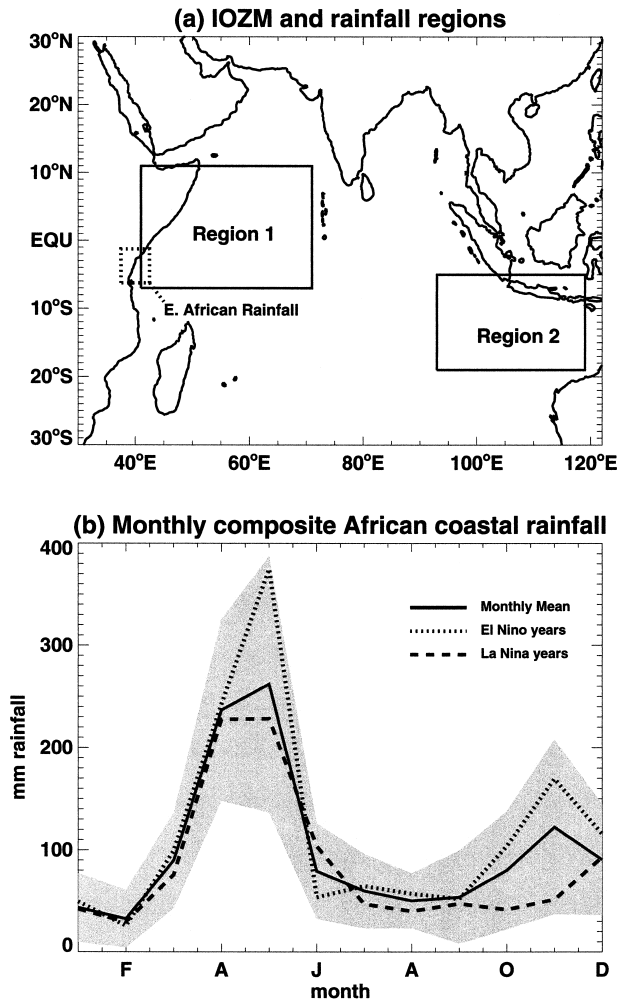 (a) IOZM and rainfall regions
30°N
20°N
10°N
EQU
10°S
20°S
30°S
Region 1
E. African Rainfall
Region 2
40°E 60°E 80°E 100°E 120°E
(b) Monthly composite African coastal rainfall
400
300
200
100
0
mm rainfall
Monthly Mean
El Nino years
La Nina years
F A J A O D
month